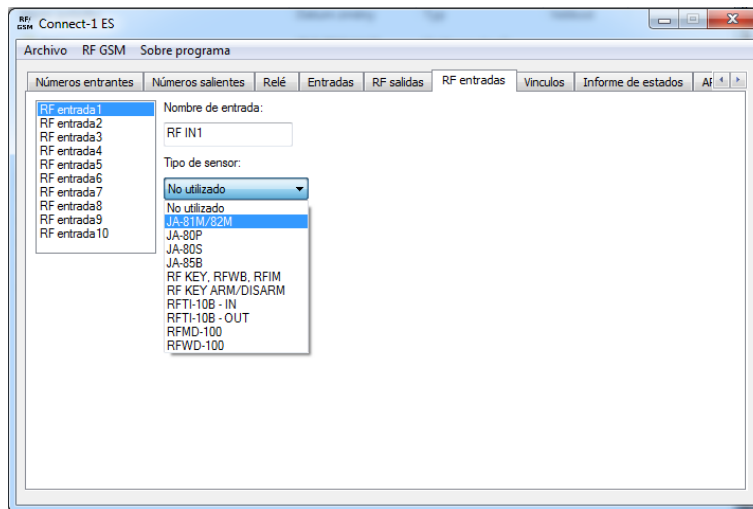 RF/ GSM Connect-1 ES
Archivo RF GSM Sobre programa
Números entrantes Números salientes Relé Entradas RF salidas RF entradas Vinculos Informe de estados
RF entrada1
RF entrada2
RF entrada3
RF entrada4
RF entrada5
RF entrada6
RF entrada7
RF entrada8
RF entrada9
RF entrada10
Nombre de entrada:
RF IN1
Tipo de sensor:
No utilizado
No utilizado
JA-81M/82M
JA-80P
JA-80S
JA-85B
RF KEY, RFWB, RFIM
RF KEY ARM/DISARM
RFTI-10B - IN
RFTI-10B - OUT
RFMD-100
RFWD-100